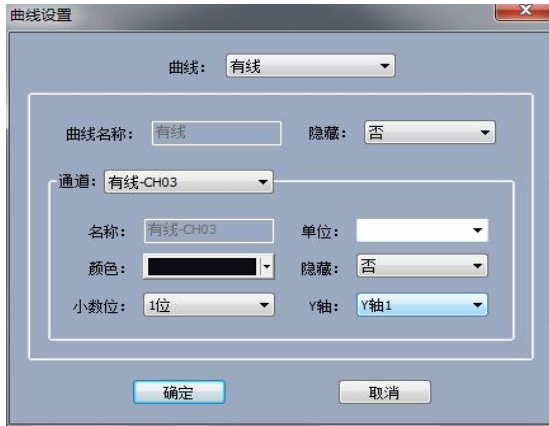 曲线设置
曲线： 有线
曲线名称： 有线 隐藏： 否
通道： 有线-CH03
名称： 有线-CH03 单位：
颜色： 隐藏： 否
小数位： 1位 Y轴： Y轴1
确定 取消